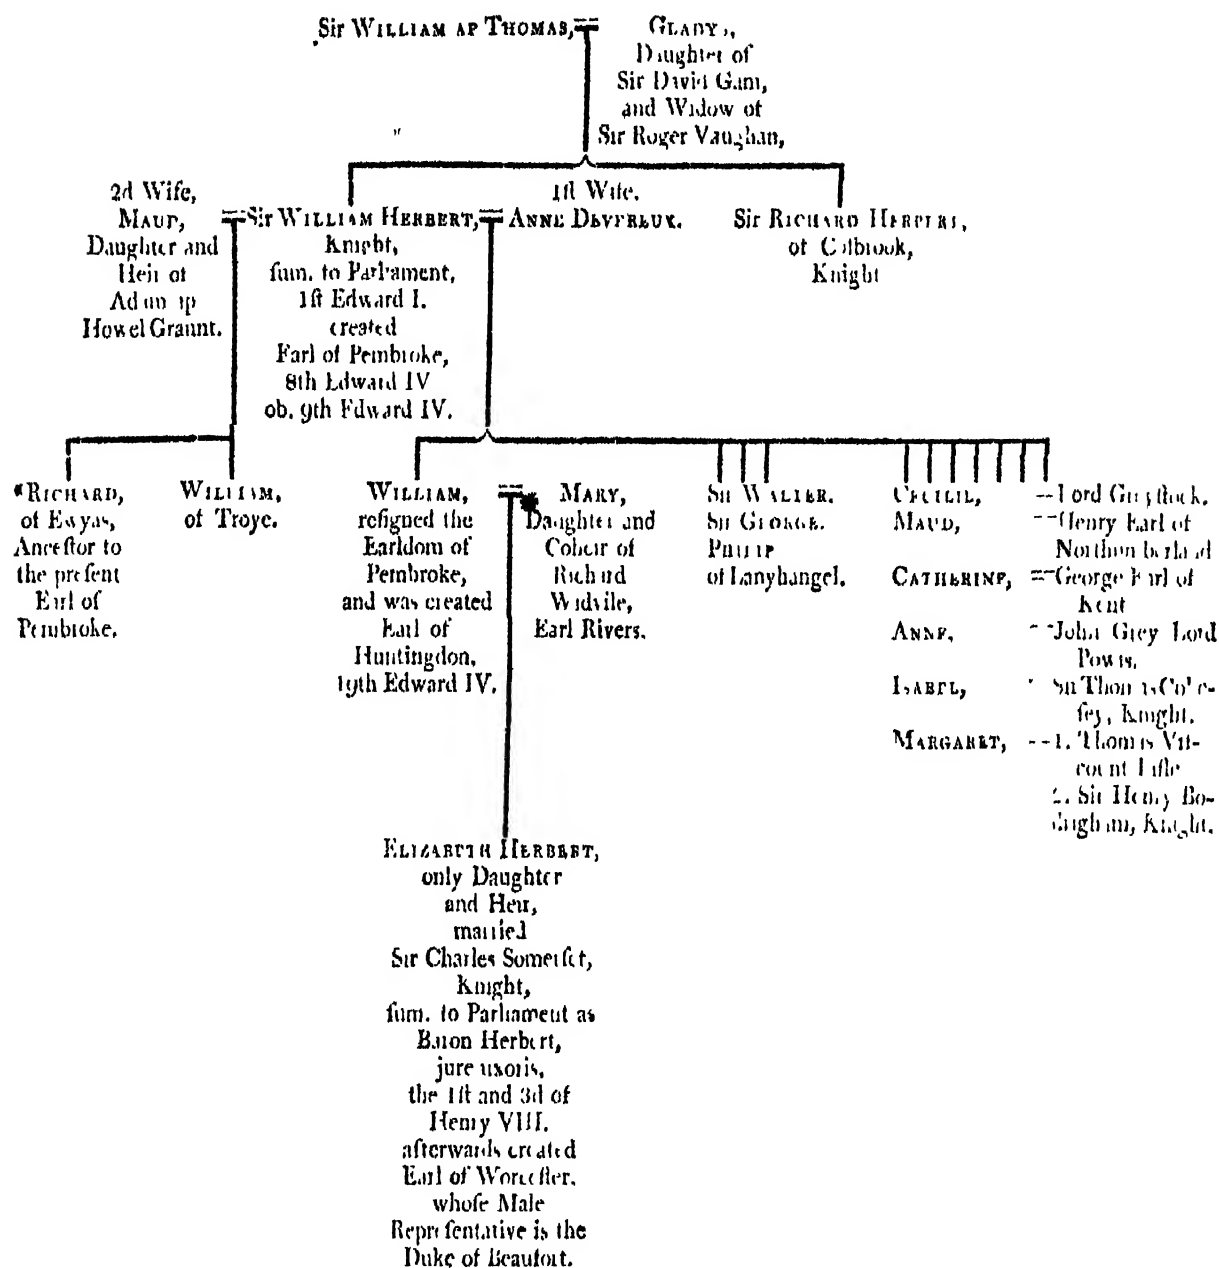 Sir WILLIAM AP THOMAS,
GLADYS,
Daughter of
Sir David Gam,
and Widow of
Sir Roger Vaughan,
2d Wife,
MAUD,
Daughter and
Heir of
Adam ap
Howel Graunt.
Sir WILLIAM HERBERT,
Knight,
ſum. to Parliament,
1ſt Edward I.
created
Earl of Pembroke,
8th Edward IV
ob. 9th Edward IV.
1ſt Wife.
ANNE DEVEREUX.
Sir RICHARD HERBERT,
of Colbrook,
Knight
*RICHARD,
of Ewyas,
Anceſtor to
the preſent
Earl of
Pembroke.
WILLIAM,
of Troye.
WILLIAM,
reſigned the
Earldom of
Pembroke,
and was created
Earl of
Huntingdon,
19th Edward IV.
MARY,
Daughter and
Coheir of
Richard
Widvile,
Earl Rivers.
Sir WALTER.
Sir GEORGE.
PHILIP
of Lanyhangel.
CECILIE, Lord Greyſtock.
MAUD, Henry Earl of
Northumberland
CATHERINE, George Earl of
Kent
ANNE, John Grey Lord
Powis.
ISABEL, Sir Thomas
Knight.
MARGARET, 1. Thomas Viſ-
count Liſle
2. Sir Henry Bo-
Knight.
ELIZABETH HERBERT,
only Daughter
and Heir,
married
Sir Charles Somerſet,
Knight,
ſum. to Parliament as
Baron Herbert,
jure uxoris,
the 1ſt and 3d of
Henry VIII.
afterwards created
Earl of Worceſter,
whoſe Male
Repreſentative is the
Duke of Beaufort.